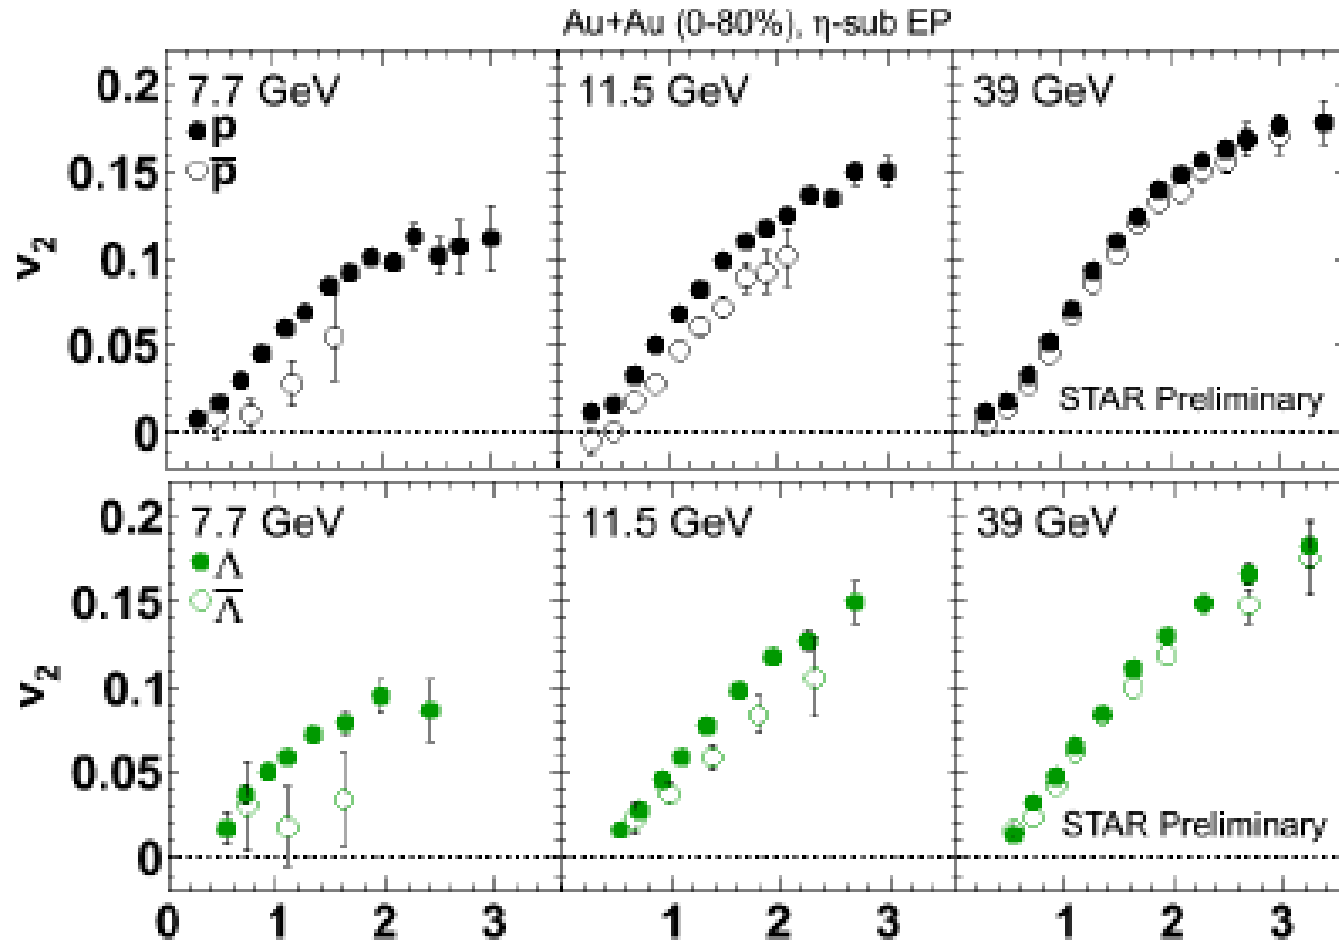 Au+Au (0-80%), η-sub EP
0.2
7.7 GeV
11.5 GeV
39 GeV
p
p̅
0.15
v₂
0.1
0.05
STAR Preliminary
0
0.2
7.7 GeV
11.5 GeV
39 GeV
Λ
Λ̅
0.15
v₂
0.1
0.05
STAR Preliminary
0
0 1 2 3 1 2 3 1 2 3